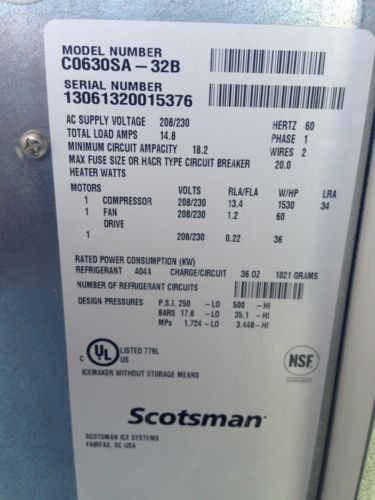 MODEL NUMBER
C0630SA-32B
SERIAL NUMBER
13061320015376
AC SUPPLY VOLTAGE 208/230 HERTZ 60
TOTAL LOAD AMPS 14.8 PHASE 1
MINIMUM CIRCUIT AMPACITY 18.2 WIRES 2
MAX FUSE SIZE OR HACR TYPE CIRCUIT BREAKER 20.0
HEATER WATTS
MOTORS VOLTS RLA/FLA W/HP LRA
1 COMPRESSOR 208/230 13.4 1530 34
1 FAN 208/230 1.2 60
DRIVE
1 208/230 0.22 36
RATED POWER CONSUMPTION (KW)
REFRIGERANT 404A CHARGE/CIRCUIT 36 OZ 1021 GRAMS
NUMBER OF REFRIGERANT CIRCUITS
DESIGN PRESSURES P.S.I. 250 -LO 500 -HI
BARS 17.6 -LO 35.1 -HI
MPa 1.724 -LO 3.448 -HI
C UL US LISTED 779L
NSF
ICEMAKER WITHOUT STORAGE MEANS
Scotsman
SCOTSMAN ICE SYSTEMS
FAIRFAX, SC USA